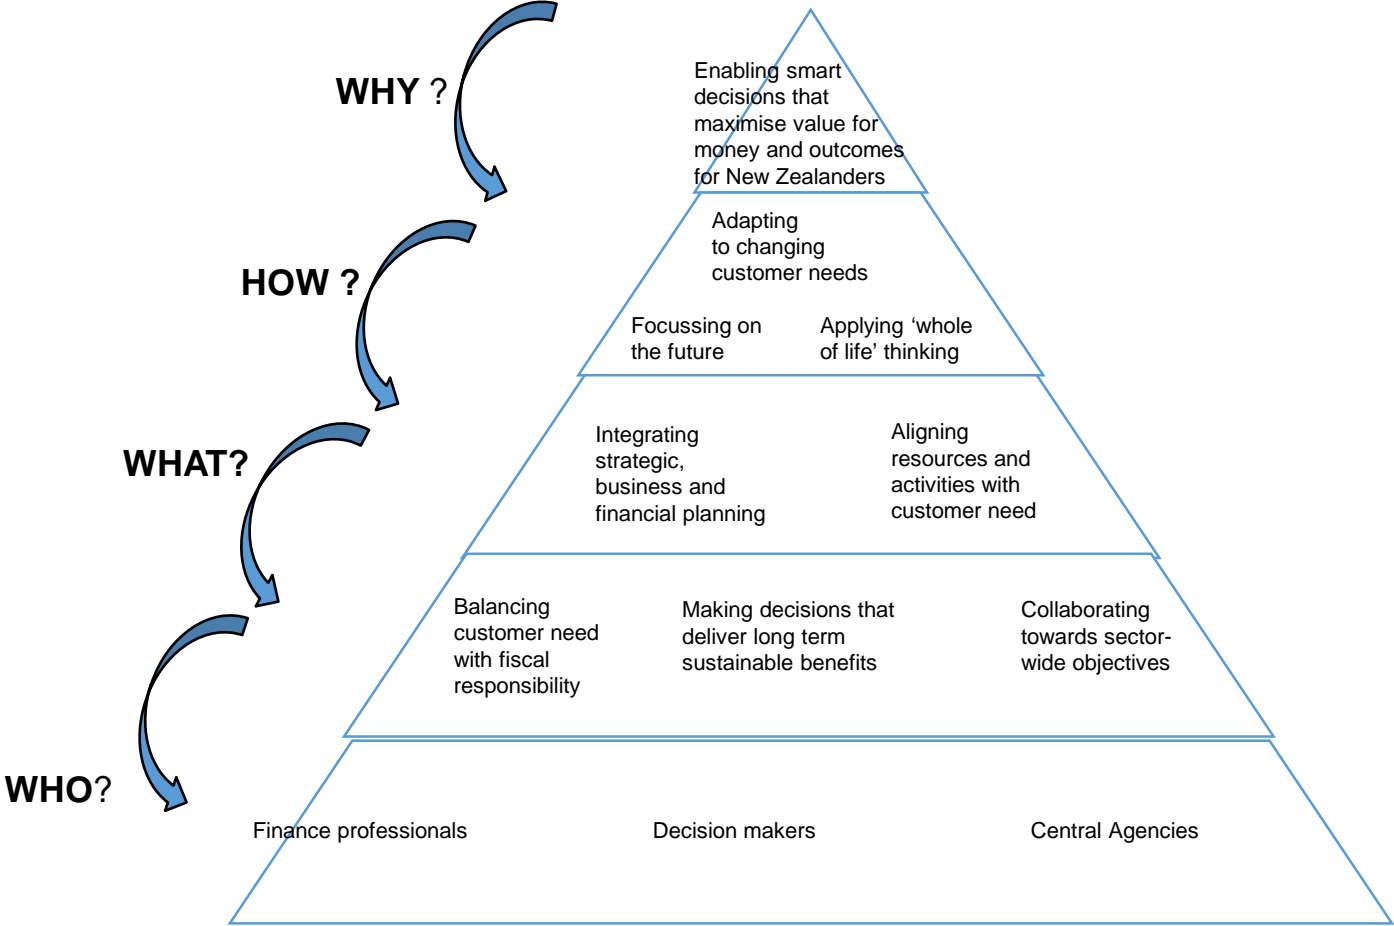 WHY ?
Enabling smart
decisions that
maximise value for
money and outcomes
for New Zealanders
HOW ?
Adapting
to changing
customer needs
Focussing on
the future
Applying ‘whole
of life’ thinking
WHAT?
Integrating
strategic,
business and
financial planning
Aligning
resources and
activities with
customer need
Balancing
customer need
with fiscal
responsibility
Making decisions that
deliver long term
sustainable benefits
Collaborating
towards sector-
wide objectives
WHO?
Finance professionals
Decision makers
Central Agencies